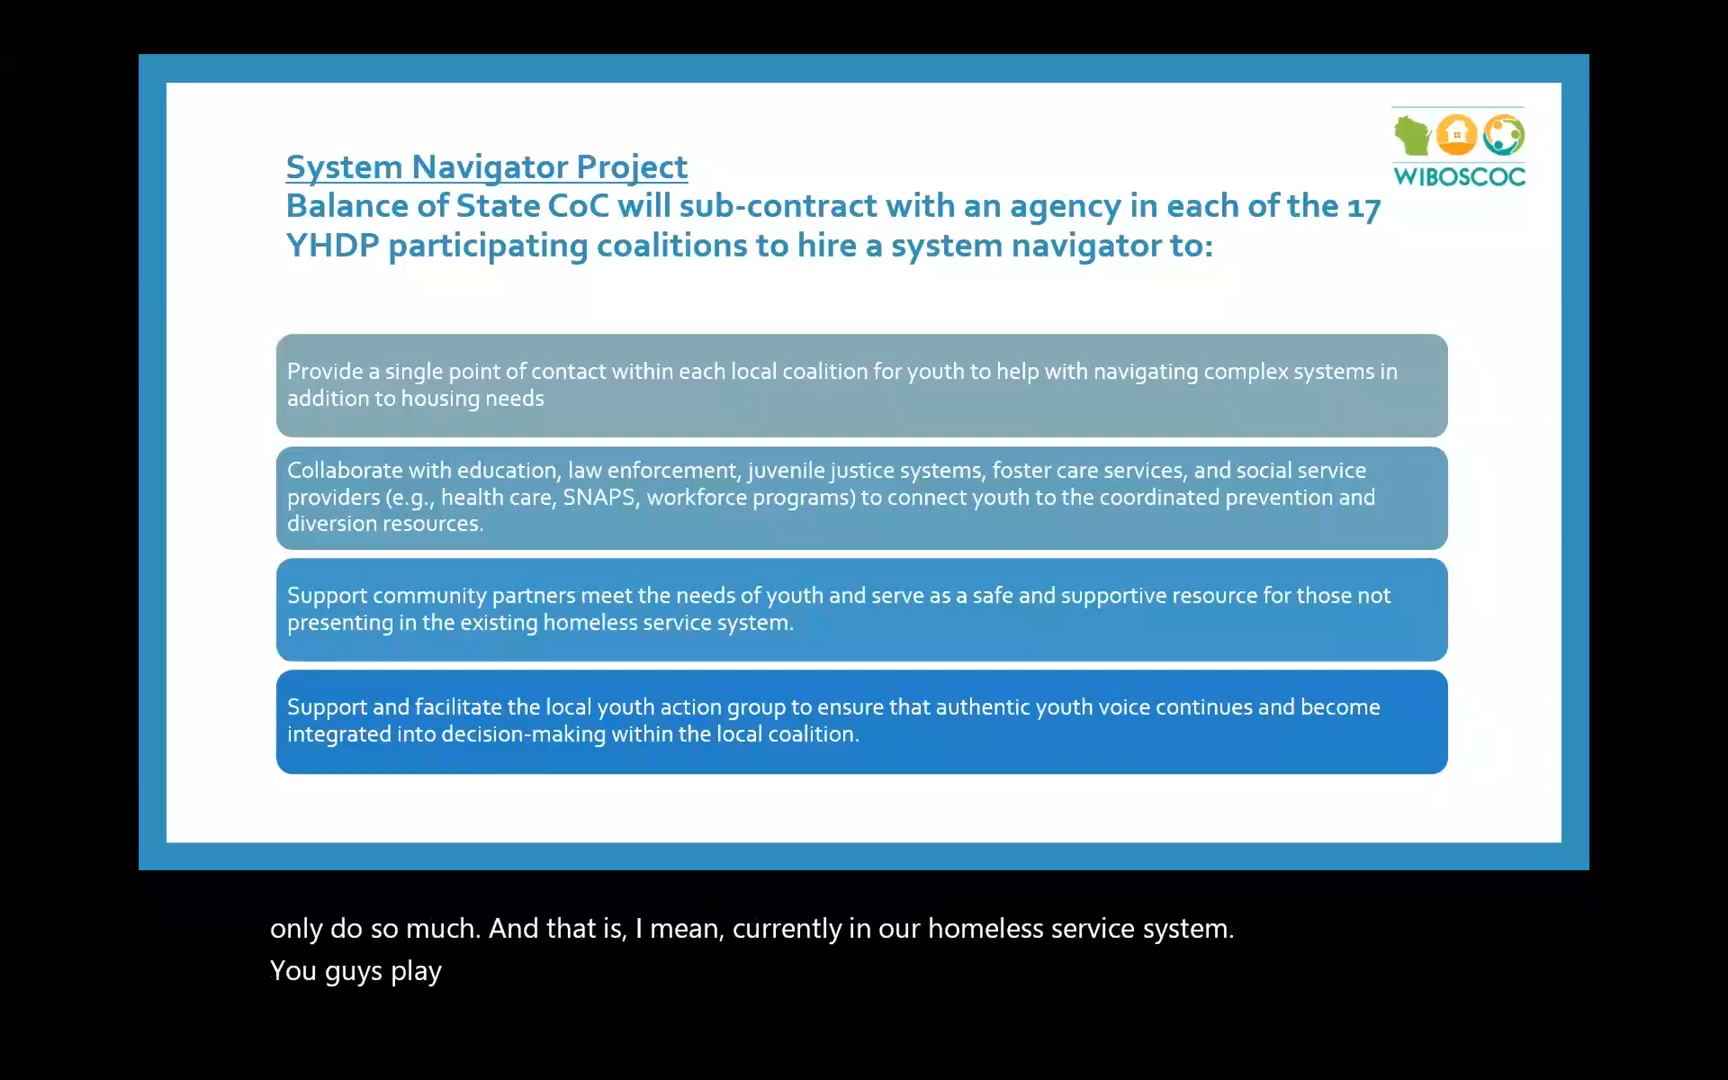 WIBOSCOC
System Navigator Project
Balance of State CoC will sub-contract with an agency in each of the 17
YHDP participating coalitions to hire a system navigator to:
Provide a single point of contact within each local coalition for youth to help with navigating complex systems in
addition to housing needs
Collaborate with education, law enforcement, juvenile justice systems, foster care services, and social service
providers (e.g., health care, SNAPS, workforce programs) to connect youth to the coordinated prevention and
diversion resources.
Support community partners meet the needs of youth and serve as a safe and supportive resource for those not
presenting in the existing homeless service system.
Support and facilitate the local youth action group to ensure that authentic youth voice continues and become
integrated into decision-making within the local coalition.
only do so much. And that is, I mean, currently in our homeless service system.
You guys play